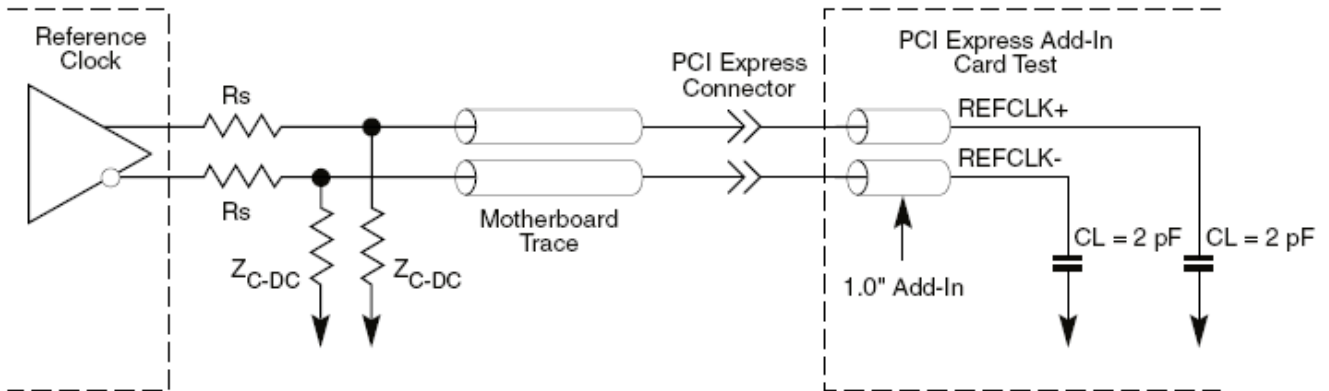 Reference
Clock
Rs
Rs
Z_C-DC
Z_C-DC
Motherboard
Trace
PCI Express
Connector
PCI Express Add-In
Card Test
REFCLK+
REFCLK-
1.0" Add-In
CL = 2 pF
CL = 2 pF